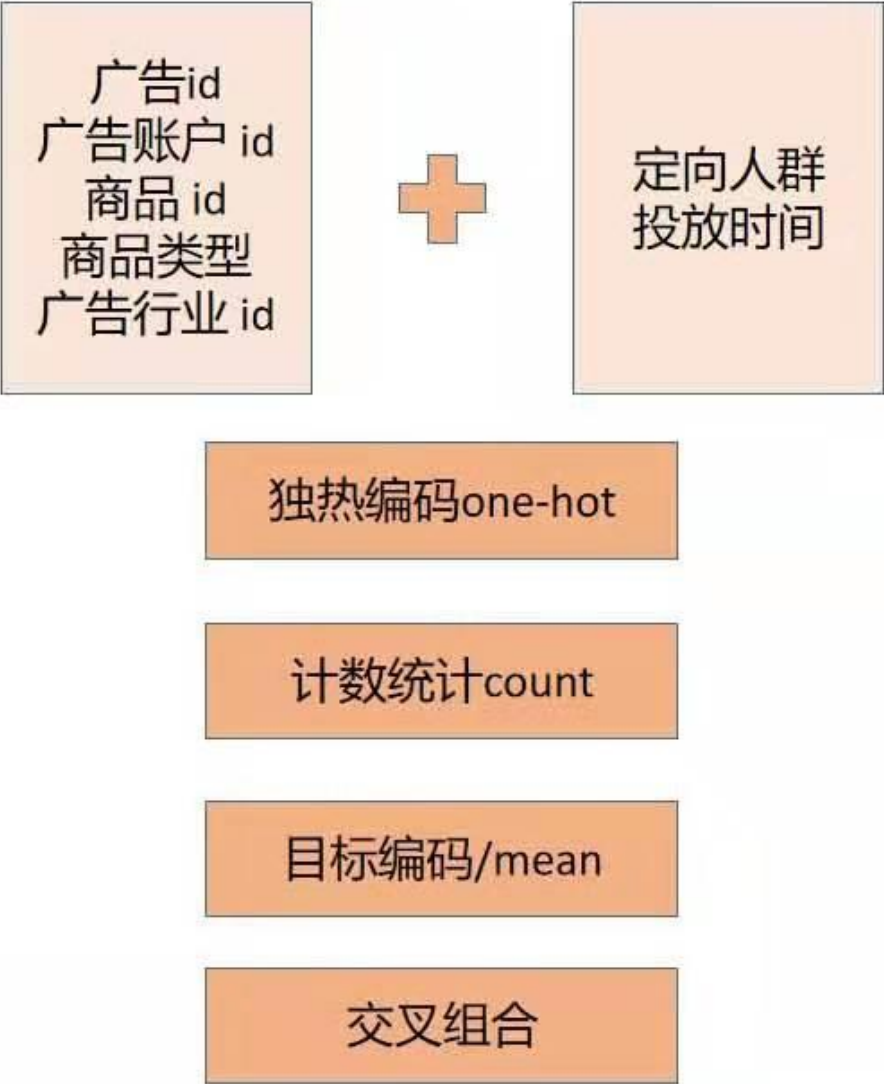 广告id
广告账户 id
商品 id
商品类型
广告行业 id
定向人群
投放时间
独热编码one-hot
计数统计count
目标编码/mean
交叉组合